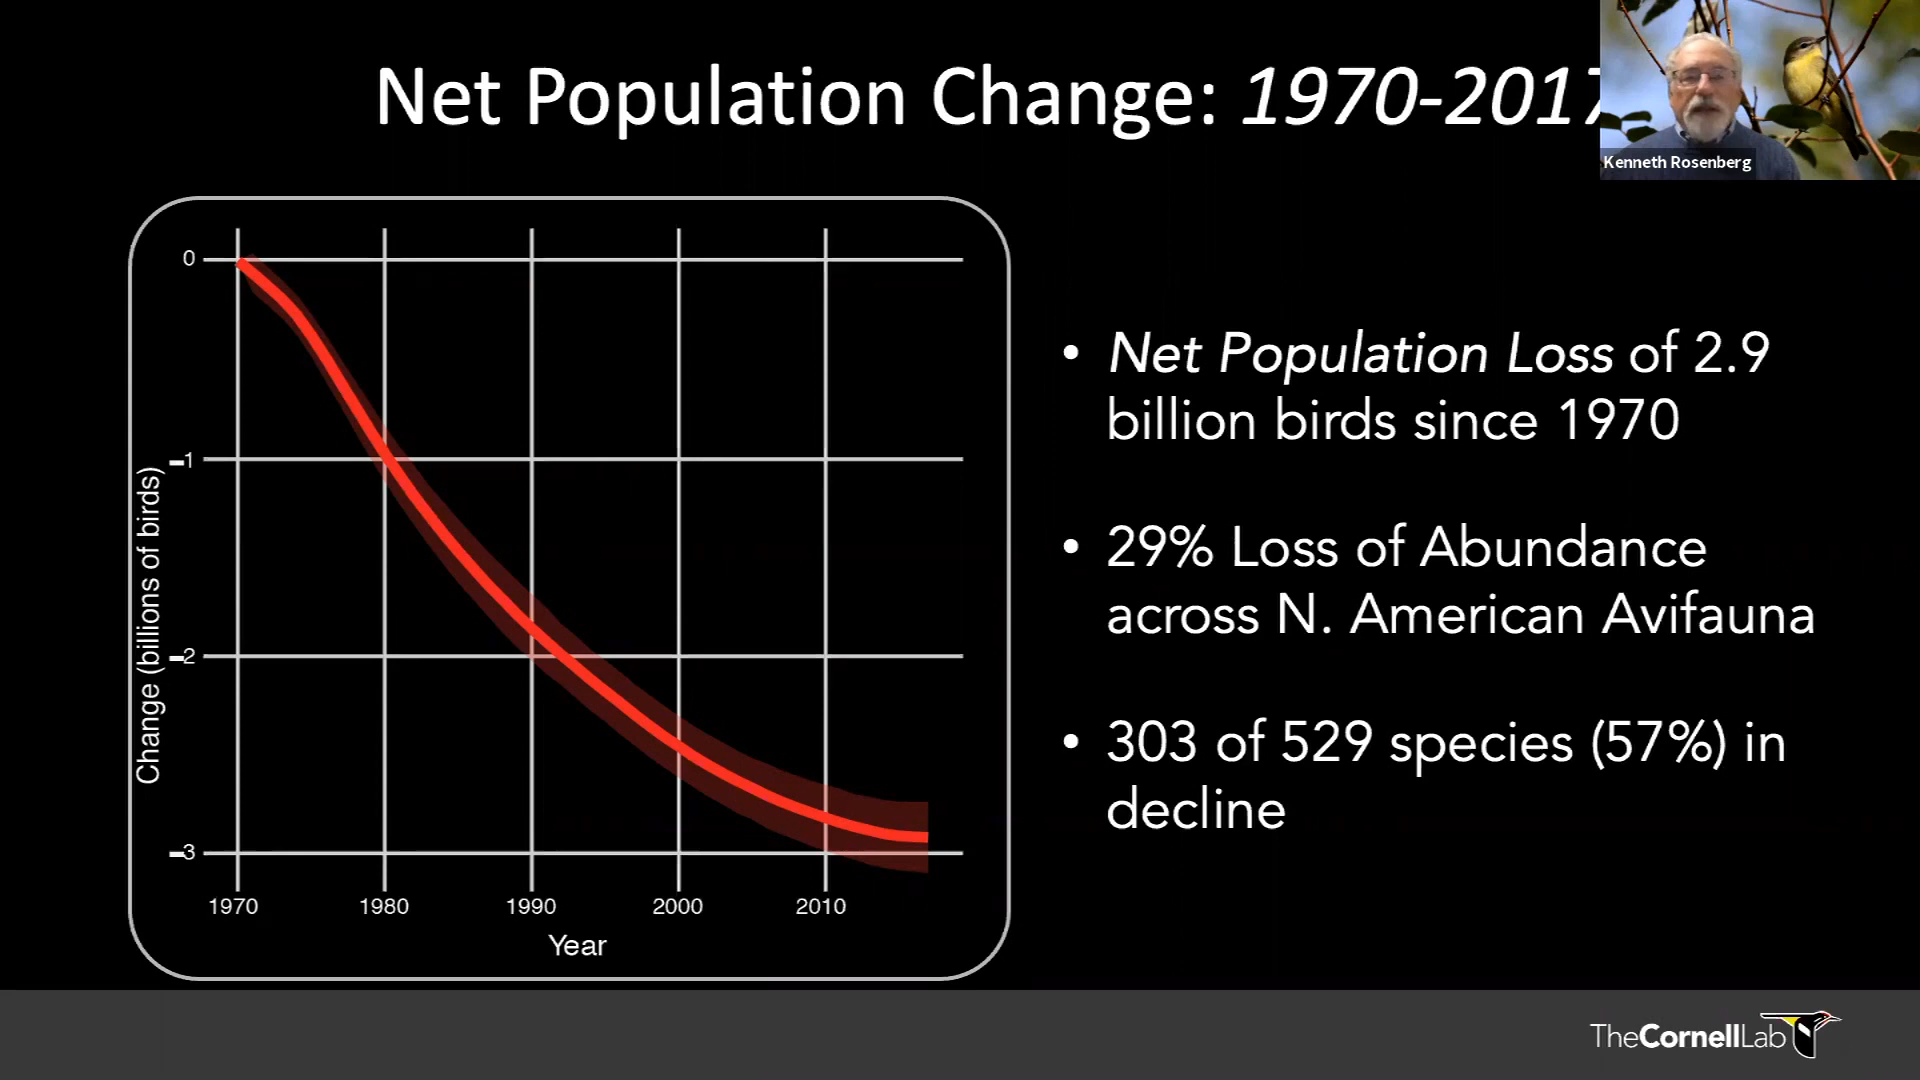 Net Population Change: 1970-2017
Kenneth Rosenberg
0
-1
-2
-3
Change (billions of birds)
1970 1980 1990 2000 2010
Year
• Net Population Loss of 2.9
billion birds since 1970
• 29% Loss of Abundance
across N. American Avifauna
• 303 of 529 species (57%) in
decline
TheCornellLab